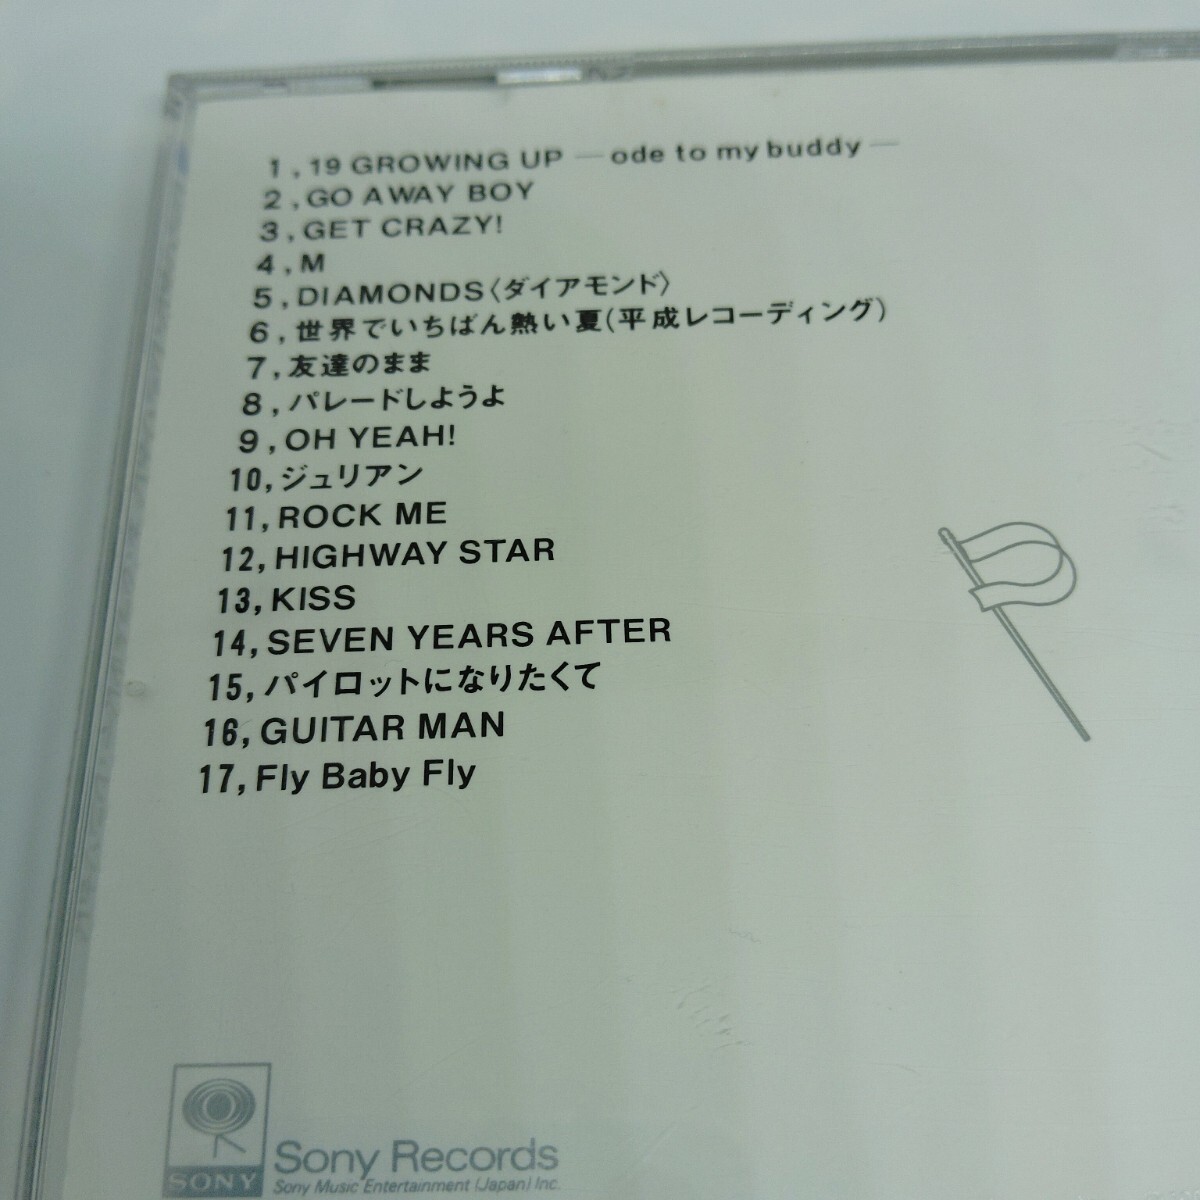 1, 19 GROWING UP —ode to my buddy—
2, GO AWAY BOY
3, GET CRAZY!
4, M
5, DIAMONDS〈ダイアモンド〉
6, 世界でいちばん熱い夏(平成レコーディング)
7, 友達のまま
8, パレードしようよ
9, OH YEAH!
10, ジュリアン
11, ROCK ME
12, HIGHWAY STAR
13, KISS
14, SEVEN YEARS AFTER
15, パイロットになりたくて
16, GUITAR MAN
17, Fly Baby Fly
SONY
Sony Records
Sony Music Entertainment (Japan) Inc.